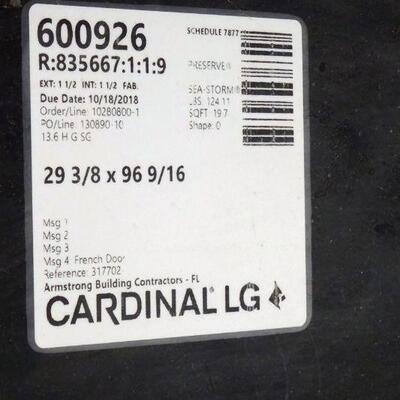 600926
SCHEDULE 7877
R:835667:1:1:9
PRESERVE®
EXT: 1 1/2 INT: 1 1/2 FAB.
SEA-STORM®
Due Date: 10/18/2018
LBS: 124.11
Order/Line: 10280800-1
SQFT: 19.7
PO/Line: 130890-10
Shape: 0
13.6 H G SG
29 3/8 x 96 9/16
Msg 1
Msg 2
Msg 3
Msg 4: French Door
Reference: 317702
Armstrong Building Contractors - FL
CARDINAL LG